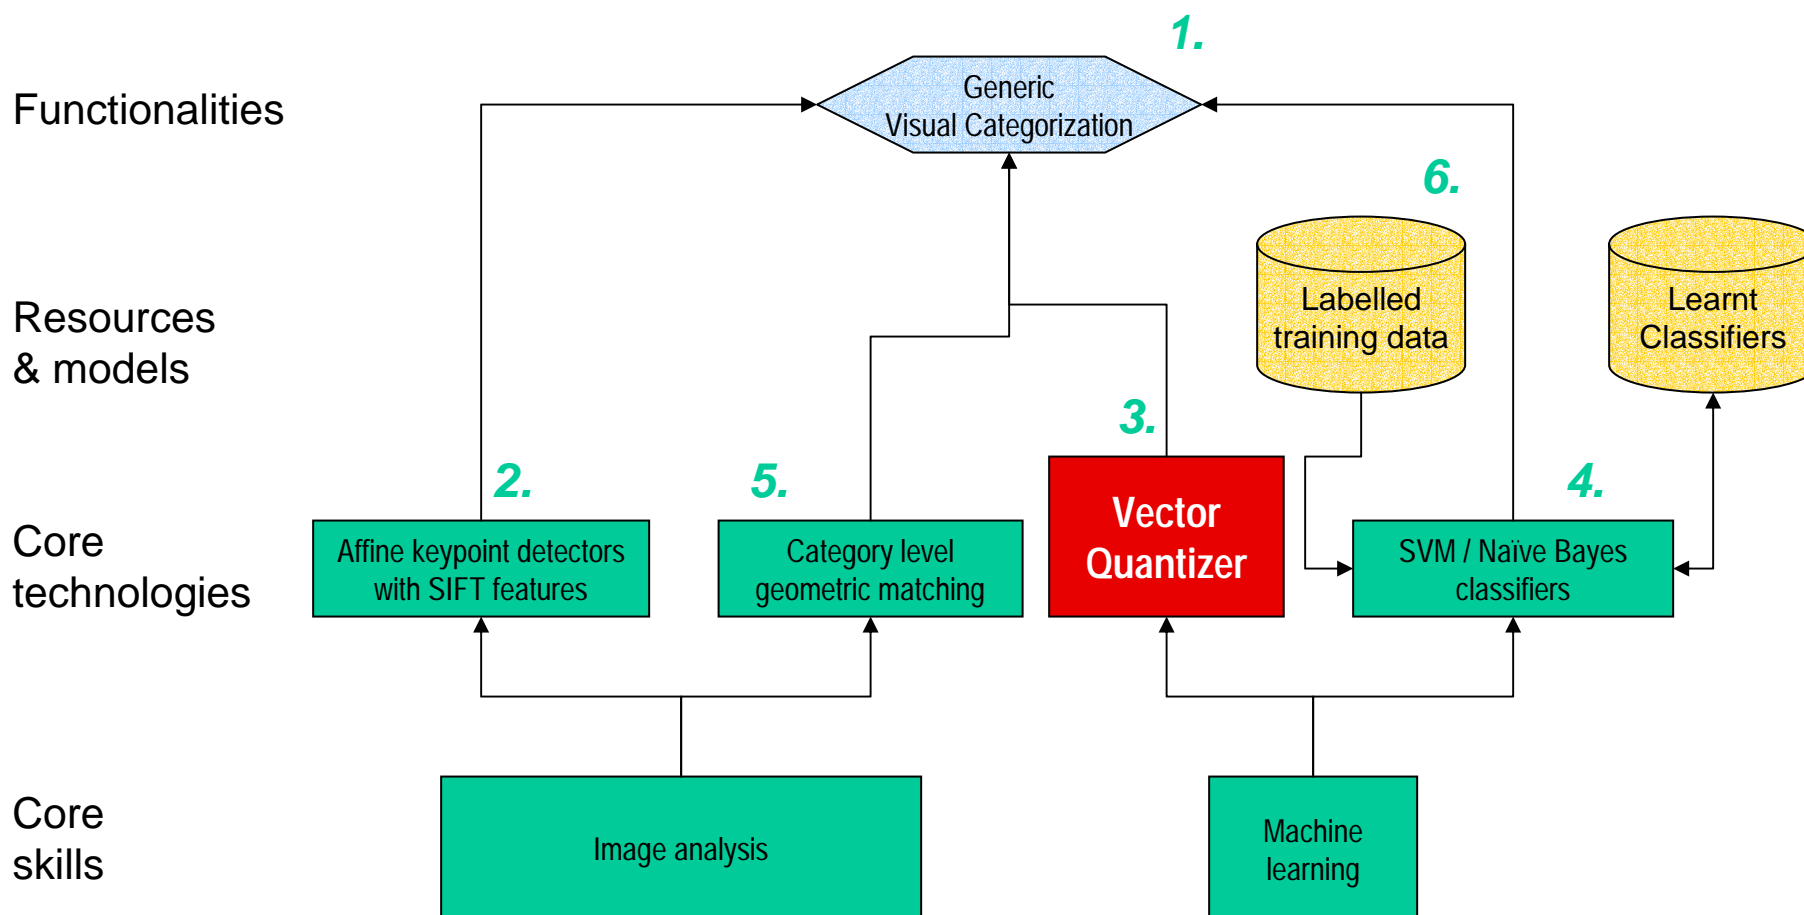 1.
Functionalities
Generic
Visual Categorization
6.
Resources
& models
Labelled
training data
Learnt
Classifiers
2.
5.
3.
4.
Core
technologies
Affine keypoint detectors
with SIFT features
Category level
geometric matching
Vector
Quantizer
SVM / Naïve Bayes
classifiers
Core
skills
Image analysis
Machine
learning